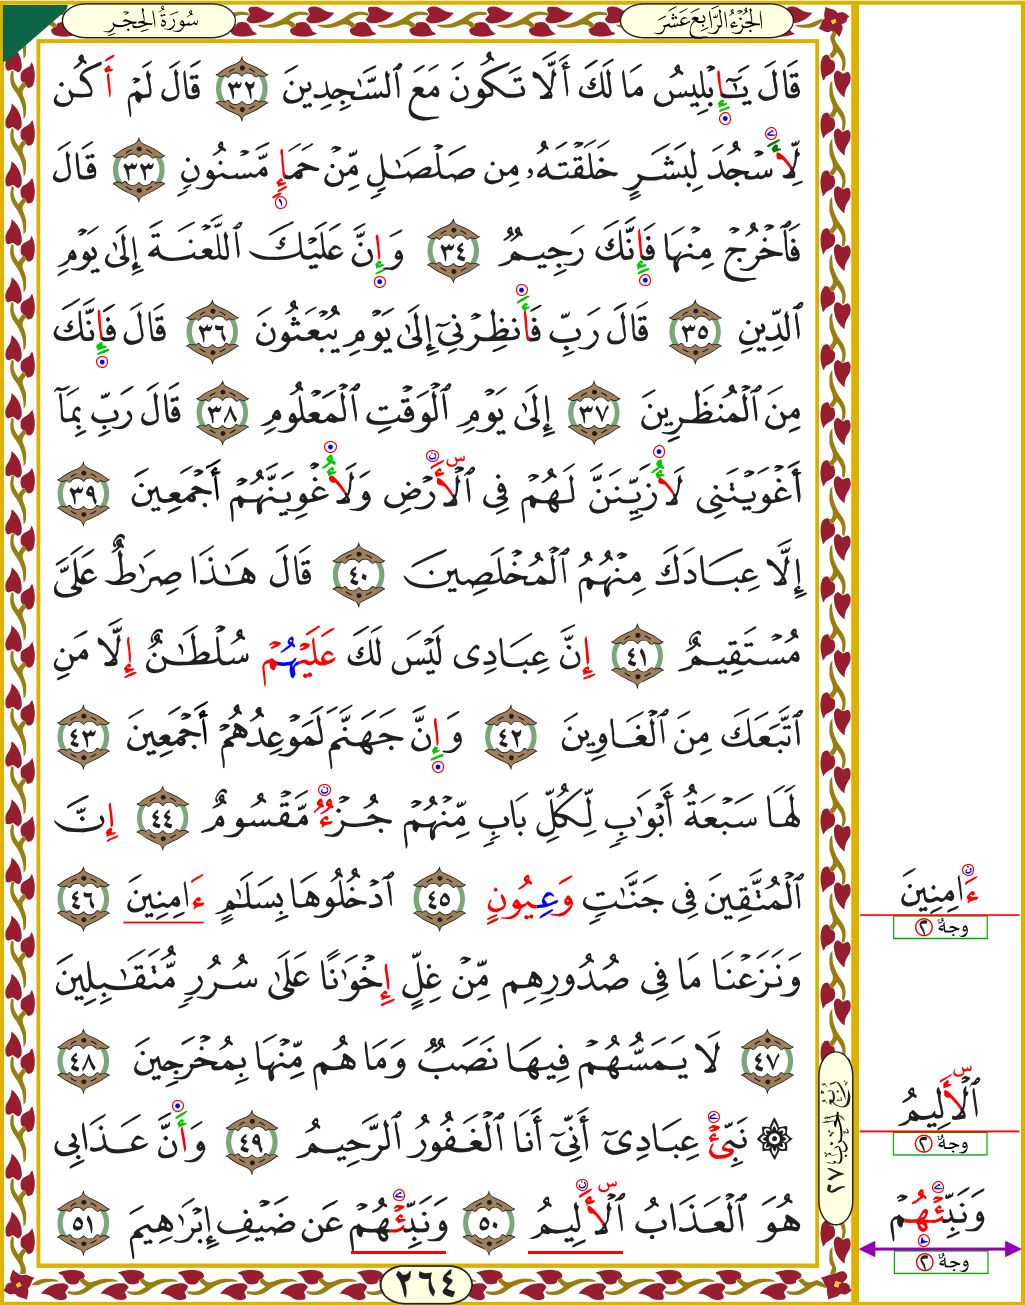 الجُزْءُ الرَّابِعَ عَشَرَ
سُورَةُ الحِجْرِ
قَالَ يَـٰٓإِبْلِيسُ مَا لَكَ أَلَّا تَكُونَ مَعَ ٱلسَّـٰجِدِينَ ٣٢ قَالَ لَمْ أَكُن
لِّأَسْجُدَ لِبَشَرٍ خَلَقْتَهُۥ مِن صَلْصَـٰلٍ مِّنْ حَمَإٍ مَّسْنُونٍ ٣٣ قَالَ
فَٱخْرُجْ مِنْهَا فَإِنَّكَ رَجِيمٌ ٣٤ وَإِنَّ عَلَيْكَ ٱللَّعْنَةَ إِلَىٰ يَوْمِ
ٱلدِّينِ ٣٥ قَالَ رَبِّ فَأَنظِرْنِىٓ إِلَىٰ يَوْمِ يُبْعَثُونَ ٣٦ قَالَ فَإِنَّكَ
مِنَ ٱلْمُنظَرِينَ ٣٧ إِلَىٰ يَوْمِ ٱلْوَقْتِ ٱلْمَعْلُومِ ٣٨ قَالَ رَبِّ بِمَآ
أَغْوَيْتَنِى لَأُزَيِّنَنَّ لَهُمْ فِى ٱلْأَرْضِ وَلَأُغْوِيَنَّهُمْ أَجْمَعِينَ ٣٩
إِلَّا عِبَادَكَ مِنْهُمُ ٱلْمُخْلَصِينَ ٤٠ قَالَ هَـٰذَا صِرَٰطٌ عَلَىَّ
مُسْتَقِيمٌ ٤١ إِنَّ عِبَادِى لَيْسَ لَكَ عَلَيْهُمْ سُلْطَـٰنٌ إِلَّا مَنِ
ٱتَّبَعَكَ مِنَ ٱلْغَاوِينَ ٤٢ وَإِنَّ جَهَنَّمَ لَمَوْعِدُهُمْ أَجْمَعِينَ ٤٣
لَهَا سَبْعَةُ أَبْوَٰبٍ لِّكُلِّ بَابٍ مِّنْهُمْ جُزْءٌ مَّقْسُومٌ ٤٤ إِنَّ
ٱلْمُتَّقِينَ فِى جَنَّـٰتٍ وَعِيُونٍ ٤٥ ٱدْخُلُوهَا بِسَلَـٰمٍ ءَامِنِينَ ٤٦
ءَامِنِينَ
وجهٌ ٢
وَنَزَعْنَا مَا فِى صُدُورِهِم مِّنْ غِلٍّ إِخْوَٰنًا عَلَىٰ سُرُرٍ مُّتَقَـٰبِلِينَ
٤٧ لَا يَمَسُّهُمْ فِيهَا نَصَبٌ وَمَا هُم مِّنْهَا بِمُخْرَجِينَ ٤٨
ٱلْأَلِيمُ
وجهٌ ٢
رُبْعُ الحِزْبِ ٢٧
۞ نَبِّئْ عِبَادِىٓ أَنِّىٓ أَنَا ٱلْغَفُورُ ٱلرَّحِيمُ ٤٩ وَأَنَّ عَذَابِى
هُوَ ٱلْعَذَابُ ٱلْأَلِيمُ ٥٠ وَنَبِّئْهُمْ عَن ضَيْفِ إِبْرَٰهِيمَ ٥١
وَنَبِّئْهُمْ
وجهٌ ٢
٢٦٤